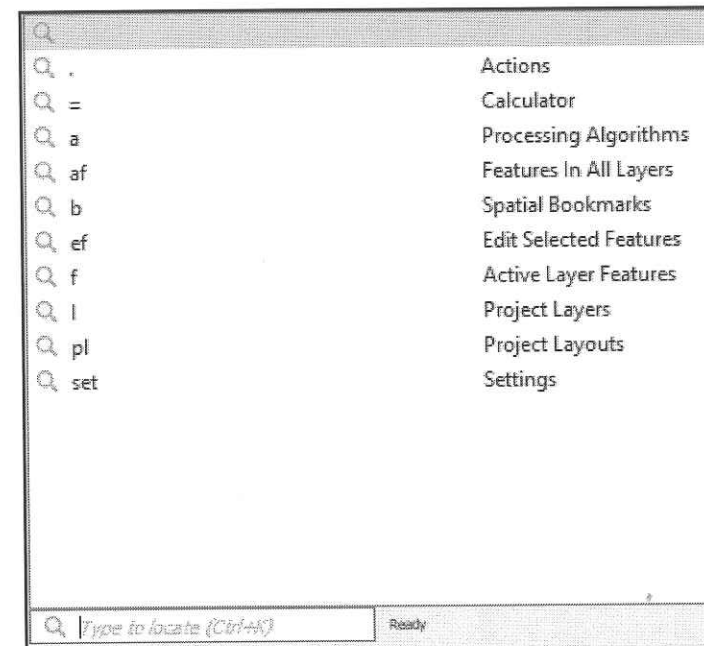 . Actions
= Calculator
a Processing Algorithms
af Features In All Layers
b Spatial Bookmarks
ef Edit Selected Features
f Active Layer Features
l Project Layers
pl Project Layouts
set Settings
Type to locate (Ctrl+K) Ready